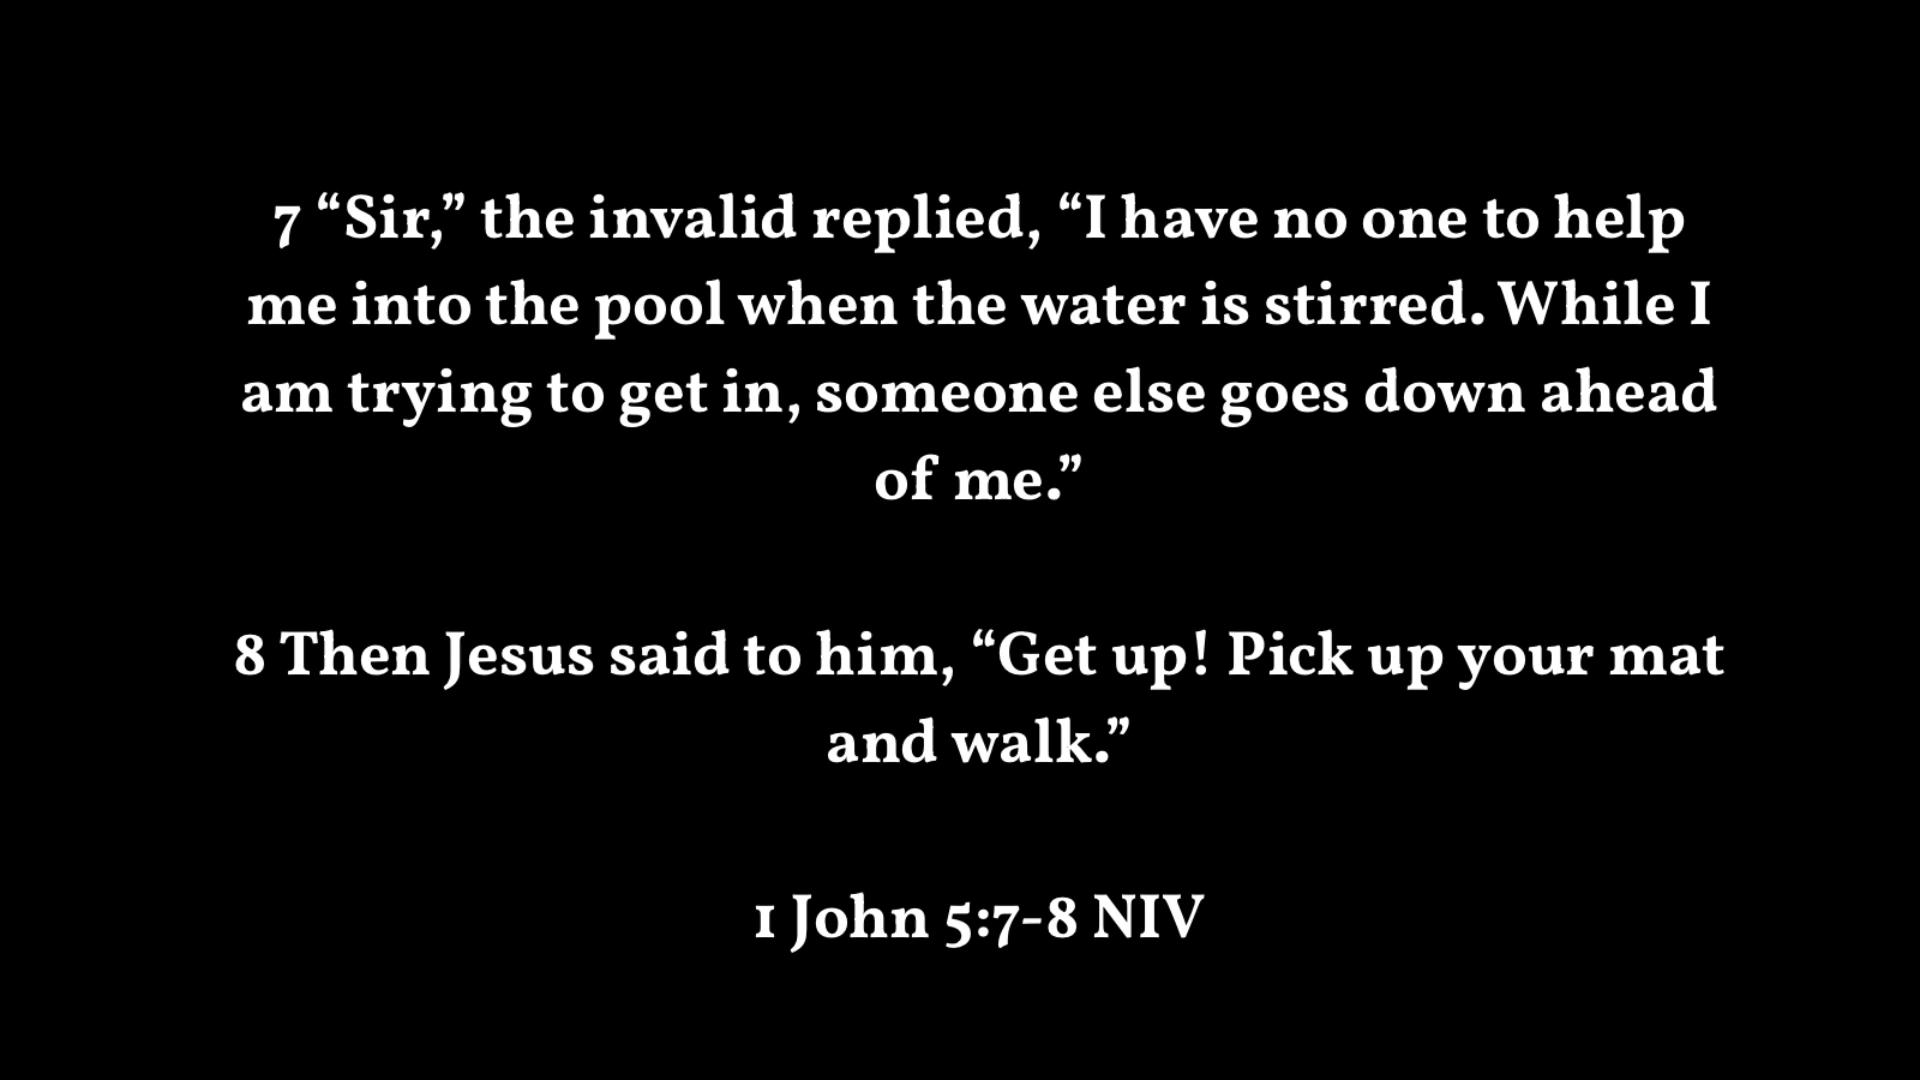 7 “Sir,” the invalid replied, “I have no one to help
me into the pool when the water is stirred. While I
am trying to get in, someone else goes down ahead
of me.”
8 Then Jesus said to him, “Get up! Pick up your mat
and walk.”
1 John 5:7-8 NIV